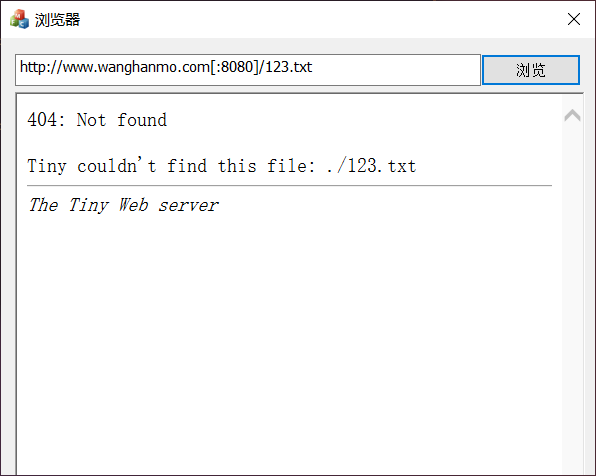 浏览器
http://www.wanghanmo.com[:8080]/123.txt
浏览
404: Not found
Tiny couldn't find this file: ./123.txt
The Tiny Web server